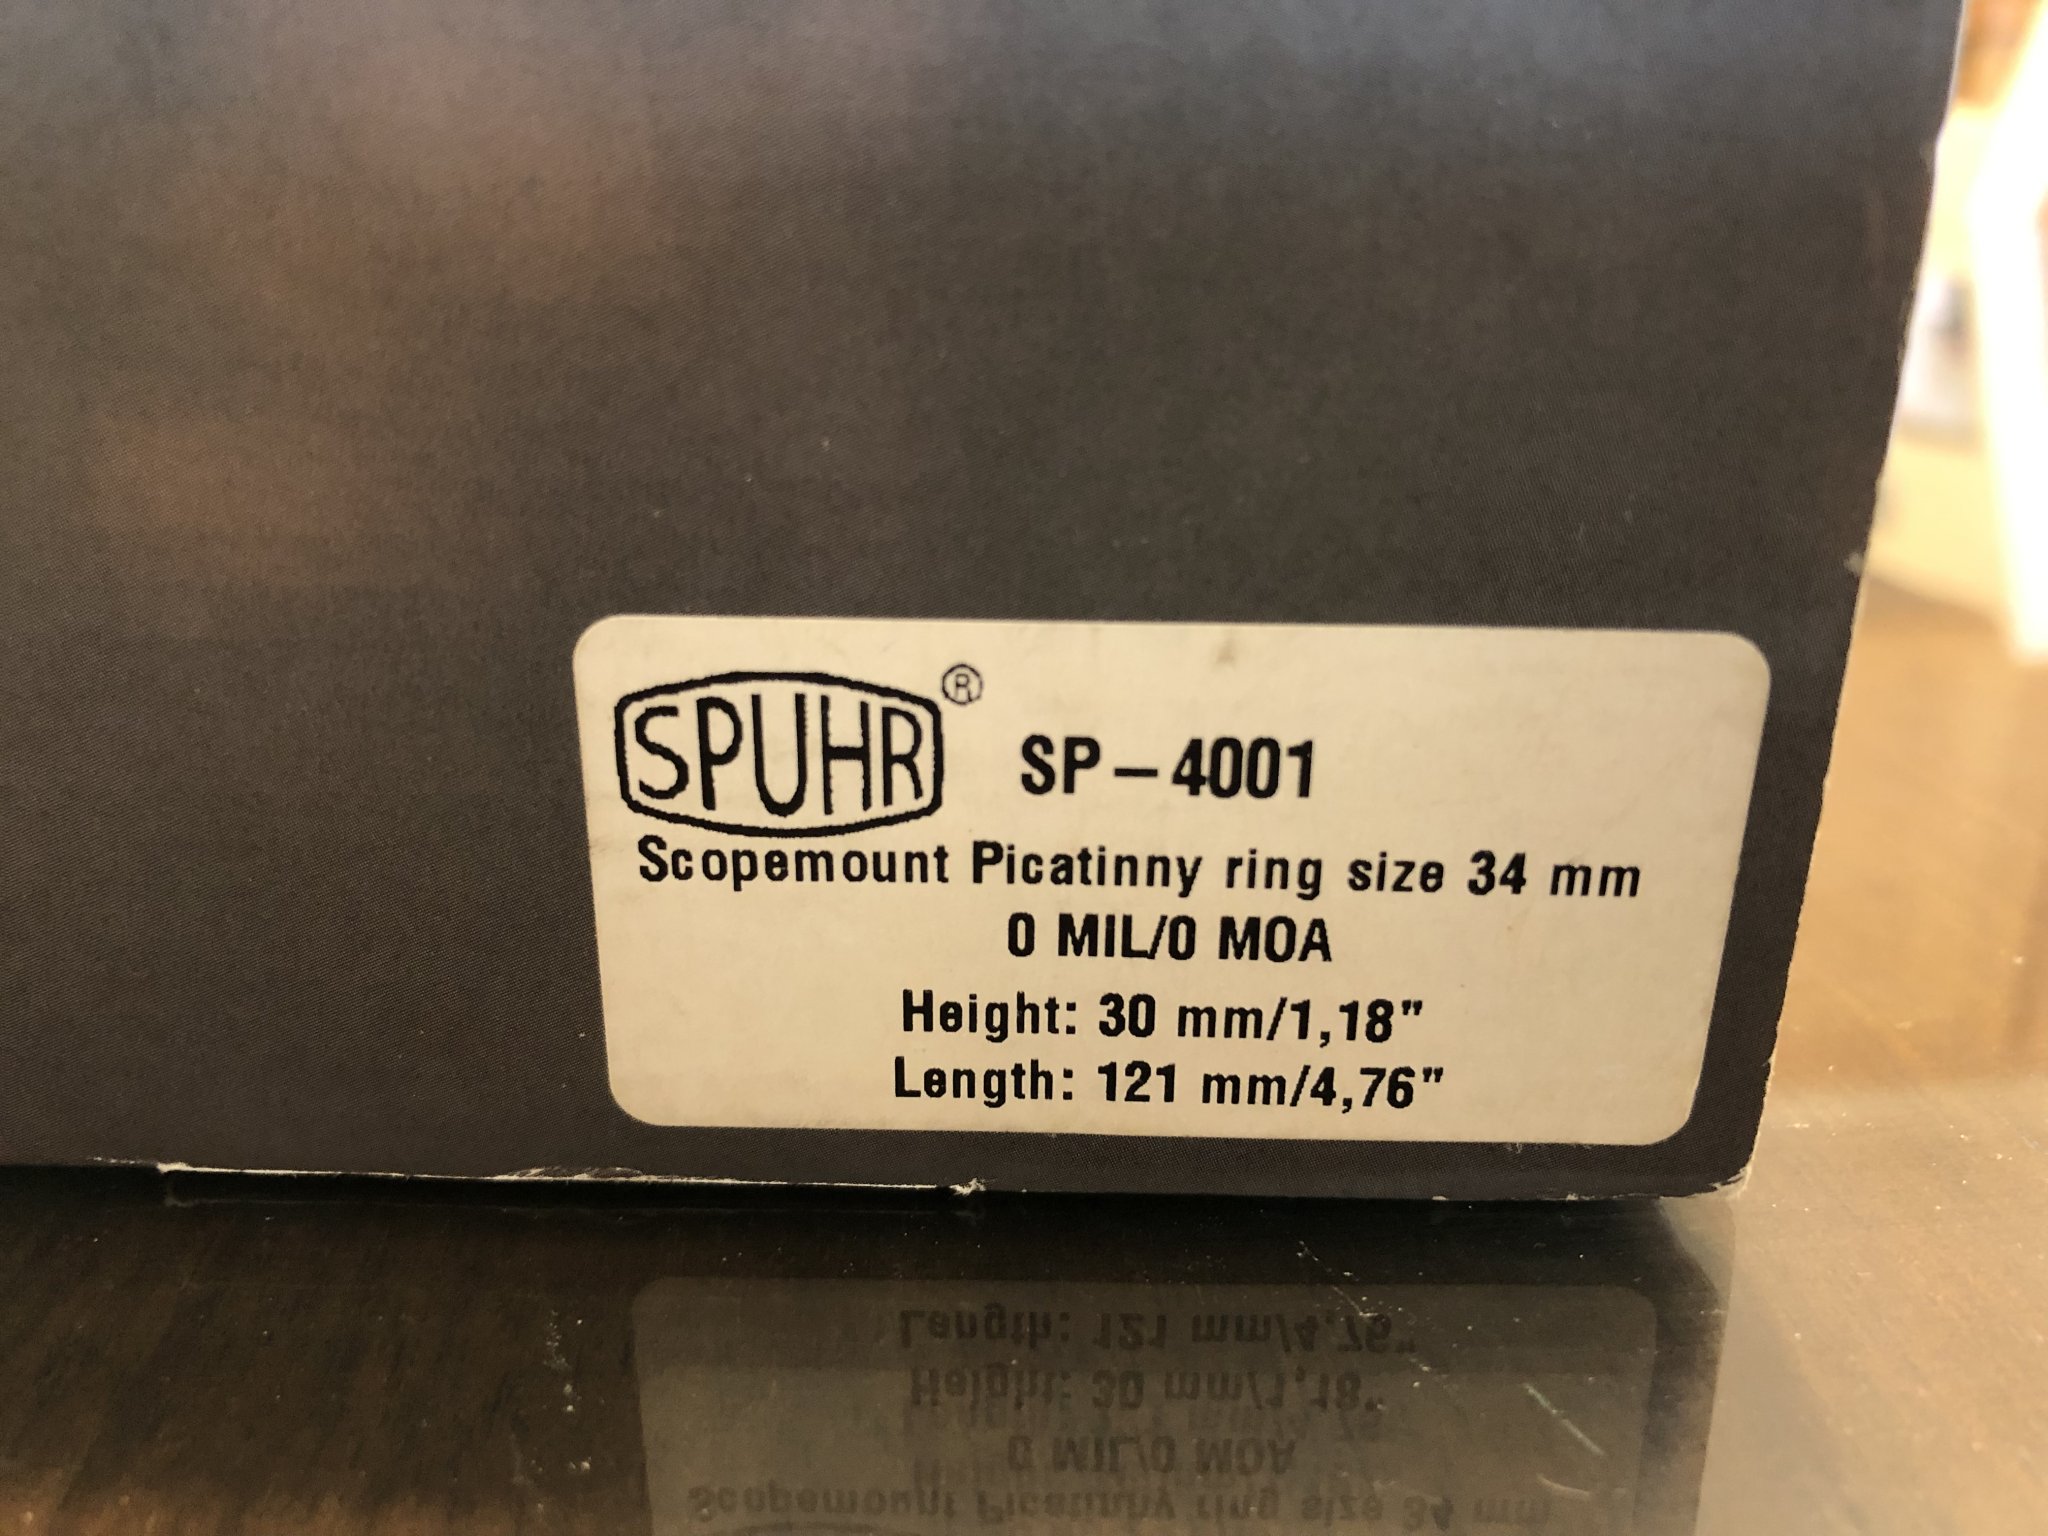 SPUHR® SP-4001
Scopemount Picatinny ring size 34 mm
0 MIL/0 MOA
Height: 30 mm/1,18"
Length: 121 mm/4,76"